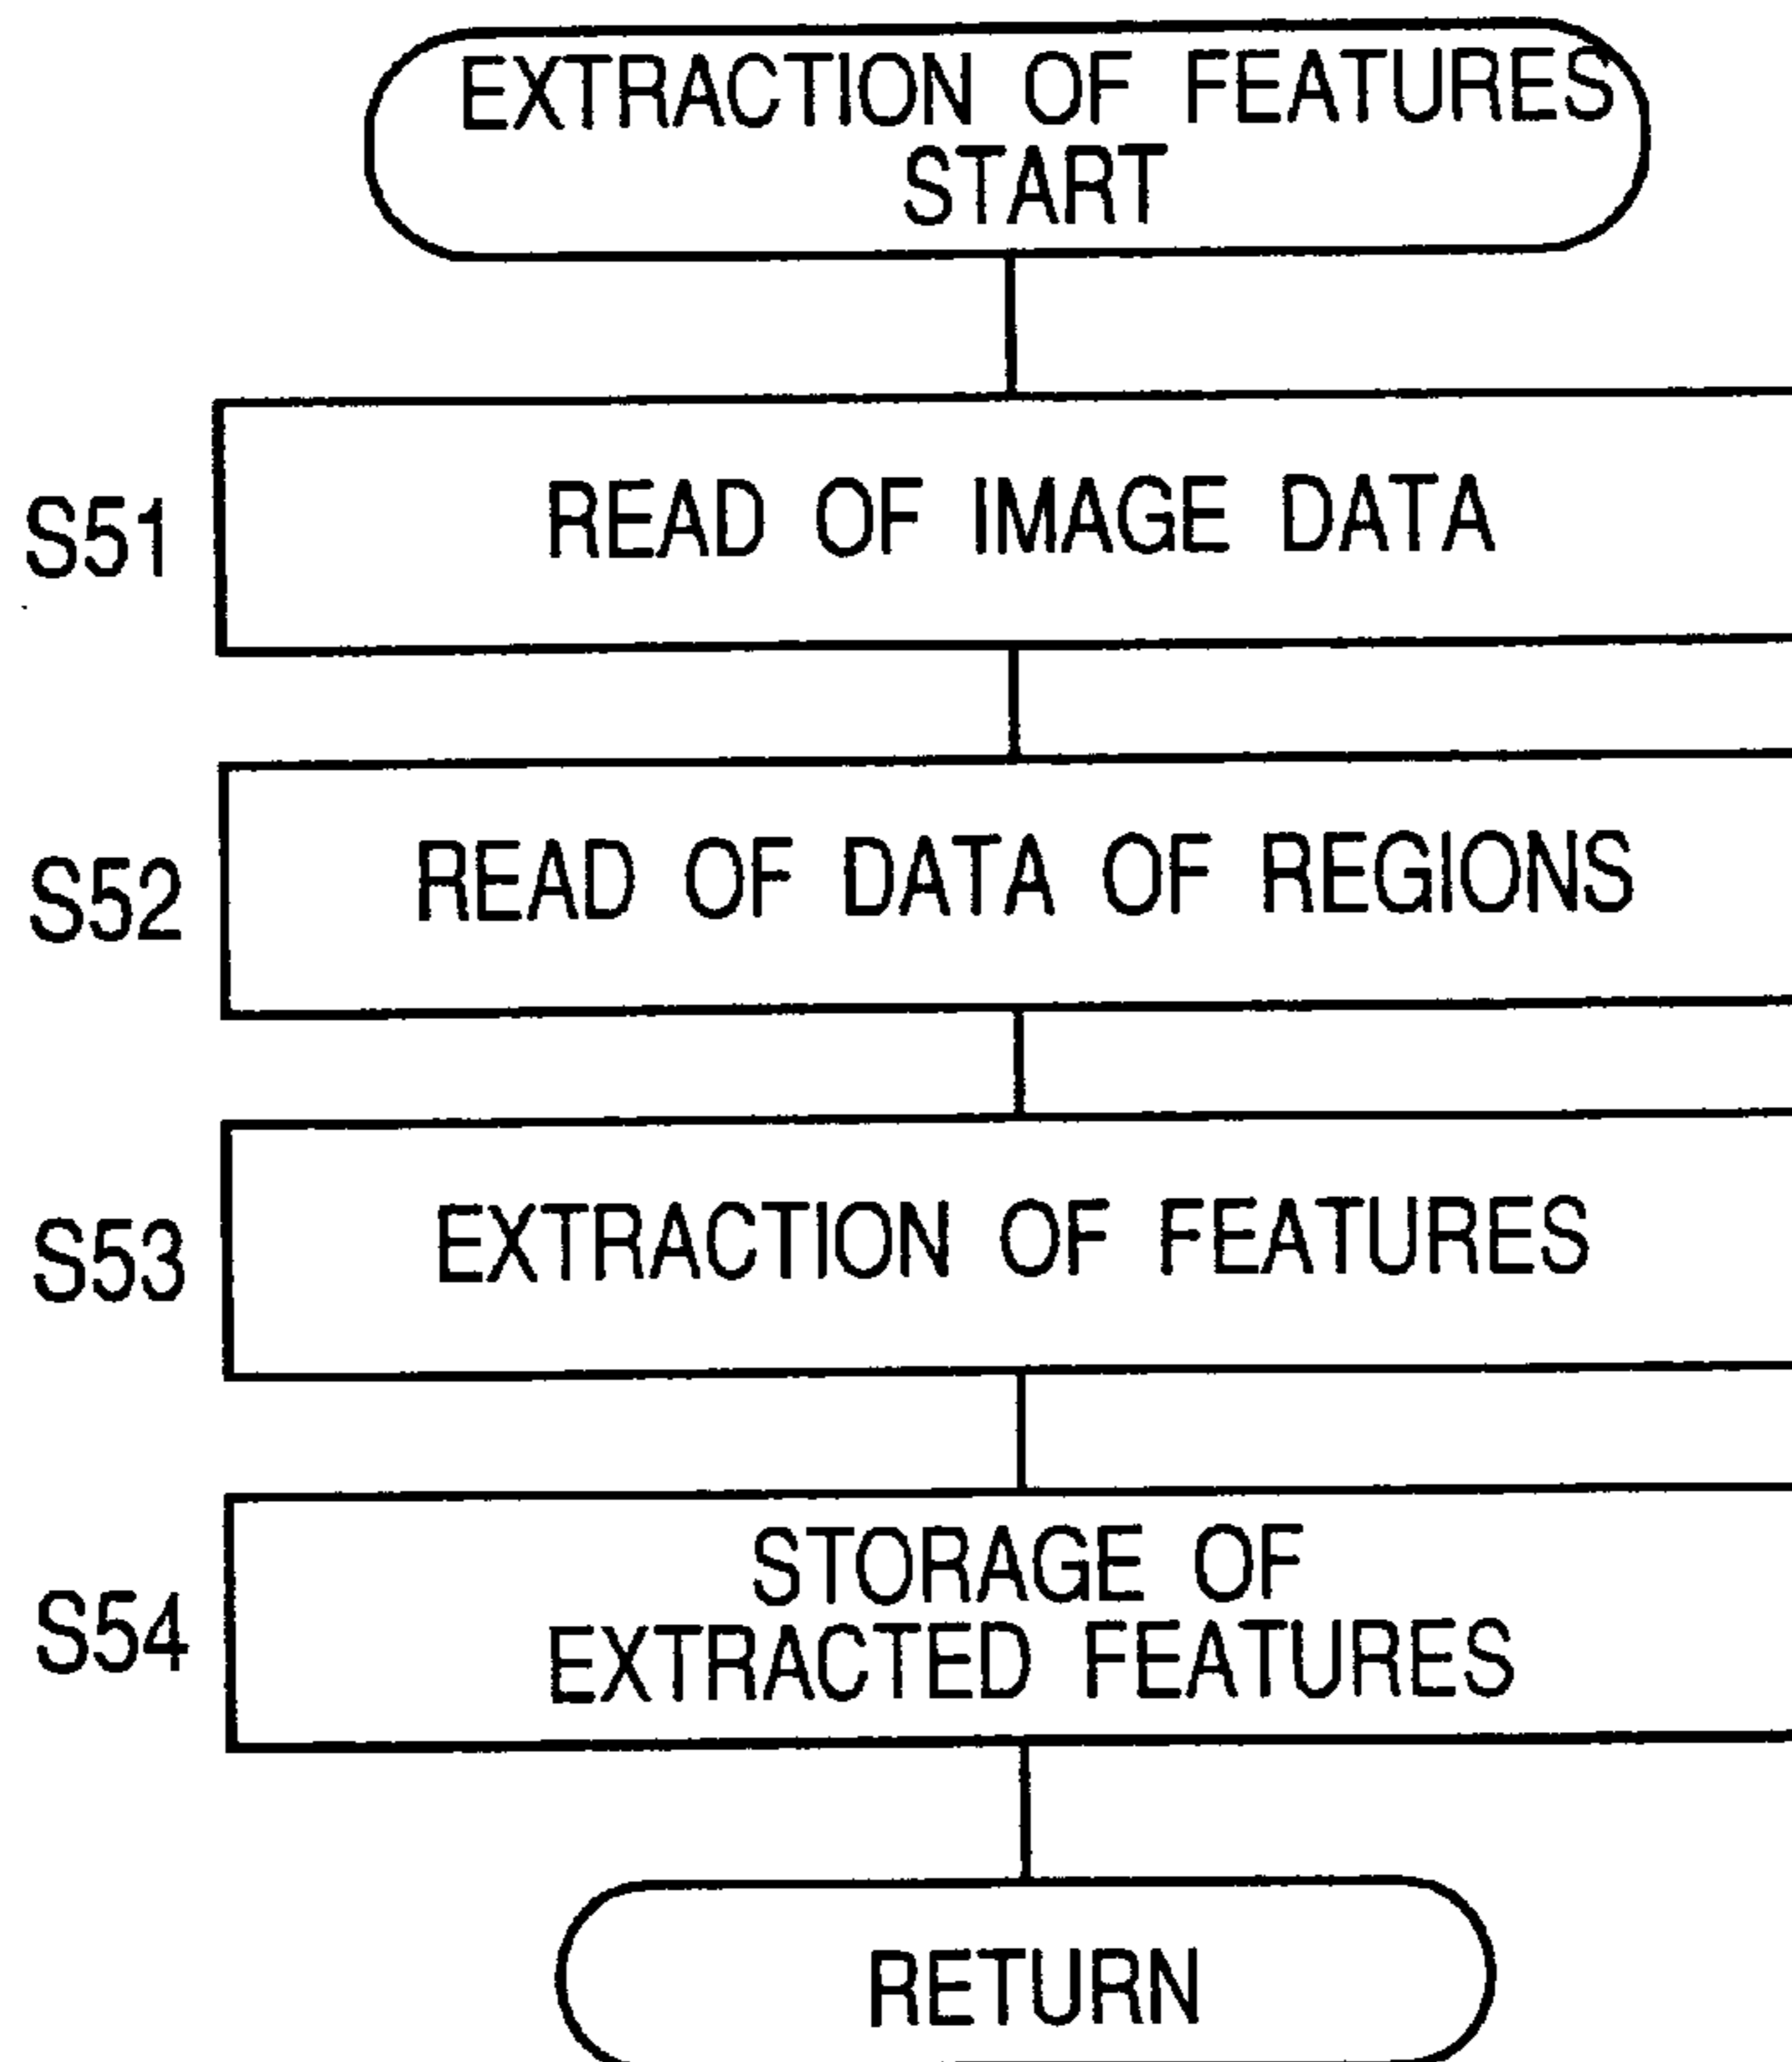 EXTRACTION OF FEATURES
START
S51
READ OF IMAGE DATA
S52
READ OF DATA OF REGIONS
S53
EXTRACTION OF FEATURES
S54
STORAGE OF
EXTRACTED FEATURES
RETURN